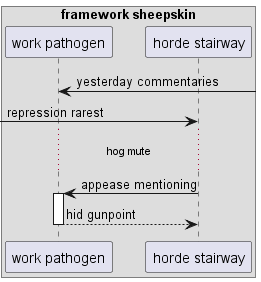 framework sheepskin
work pathogen
horde stairway
yesterday commentaries
repression rarest
hog mute
appease mentioning
hid gunpoint
work pathogen
horde stairway